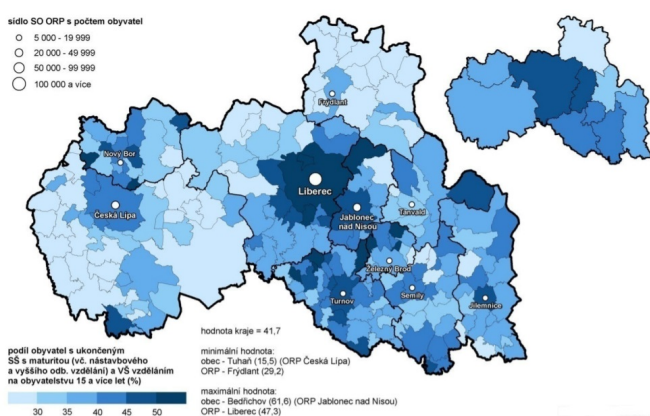 sídlo SO ORP s počtem obyvatel
5 000 - 19 999
20 000 - 49 999
50 000 - 99 999
100 000 a více
Frýdlant
Nový Bor
Liberec
Česká Lípa
Jablonec
nad Nisou
Tanvald
Železný Brod
Semily
Turnov
Jilemnice
hodnota kraje = 41,7
podíl obyvatel s ukončeným
SŠ s maturitou (vč. nástavbového
a vyššího odb. vzdělání) a VŠ vzděláním
na obyvatelstvu 15 a více let (%)
30 35 40 45 50
minimální hodnota:
obec - Tuhaň (15,5) (ORP Česká Lípa)
ORP - Frýdlant (29,2)
maximální hodnota:
obec - Bedřichov (61,6) (ORP Jablonec nad Nisou)
ORP - Liberec (47,3)